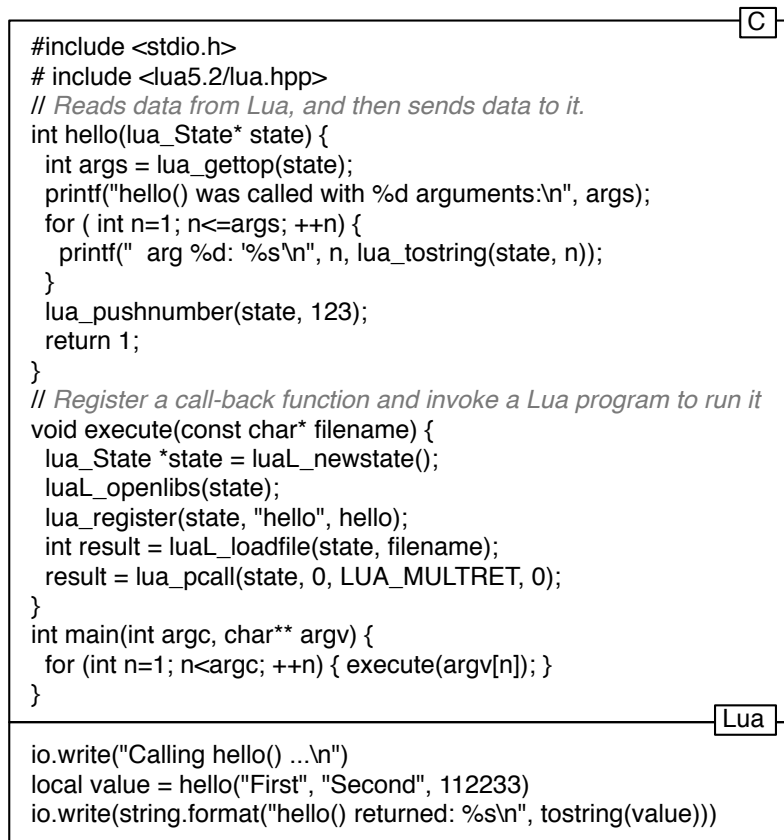 C
#include <stdio.h>
# include <lua5.2/lua.hpp>
// Reads data from Lua, and then sends data to it.
int hello(lua_State* state) {
  int args = lua_gettop(state);
  printf("hello() was called with %d arguments:\n", args);
  for ( int n=1; n<=args; ++n) {
    printf("  arg %d: '%s'\n", n, lua_tostring(state, n));
  }
  lua_pushnumber(state, 123);
  return 1;
}
// Register a call-back function and invoke a Lua program to run it
void execute(const char* filename) {
  lua_State *state = luaL_newstate();
  luaL_openlibs(state);
  lua_register(state, "hello", hello);
  int result = luaL_loadfile(state, filename);
  result = lua_pcall(state, 0, LUA_MULTRET, 0);
}
int main(int argc, char** argv) {
  for (int n=1; n<argc; ++n) { execute(argv[n]); }
}
Lua
io.write("Calling hello() ...\n")
local value = hello("First", "Second", 112233)
io.write(string.format("hello() returned: %s\n", tostring(value)))